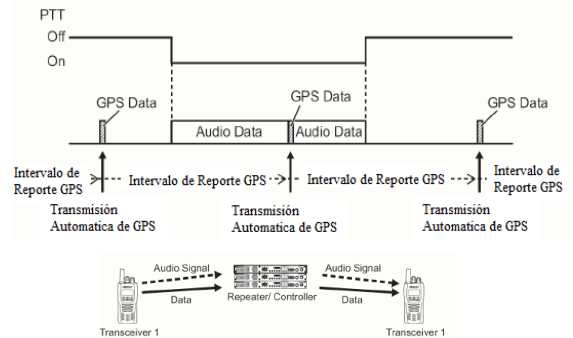 PTT
Off
On
GPS Data
GPS Data
GPS Data
Audio Data
Audio Data
Intervalo de
Reporte GPS
Intervalo de Reporte GPS
Intervalo de Reporte GPS
Intervalo de
Reporte GPS
Transmisión
Automatica de GPS
Transmisión
Automatica de GPS
Transmisión
Automatica de GPS
Audio Signal
Audio Signal
Data
Repeater/ Controller
Data
Transceiver 1
Transceiver 1